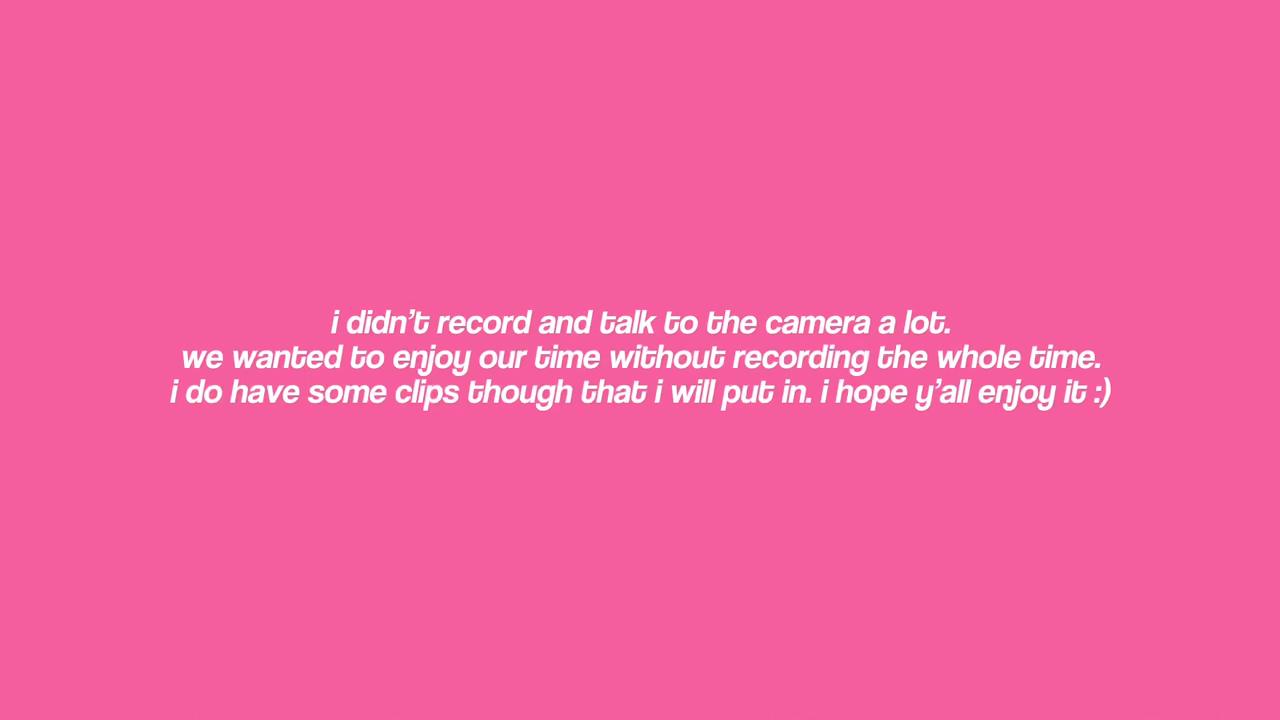 i didn’t record and talk to the camera a lot.
we wanted to enjoy our time without recording the whole time.
i do have some clips though that i will put in. i hope y’all enjoy it :)